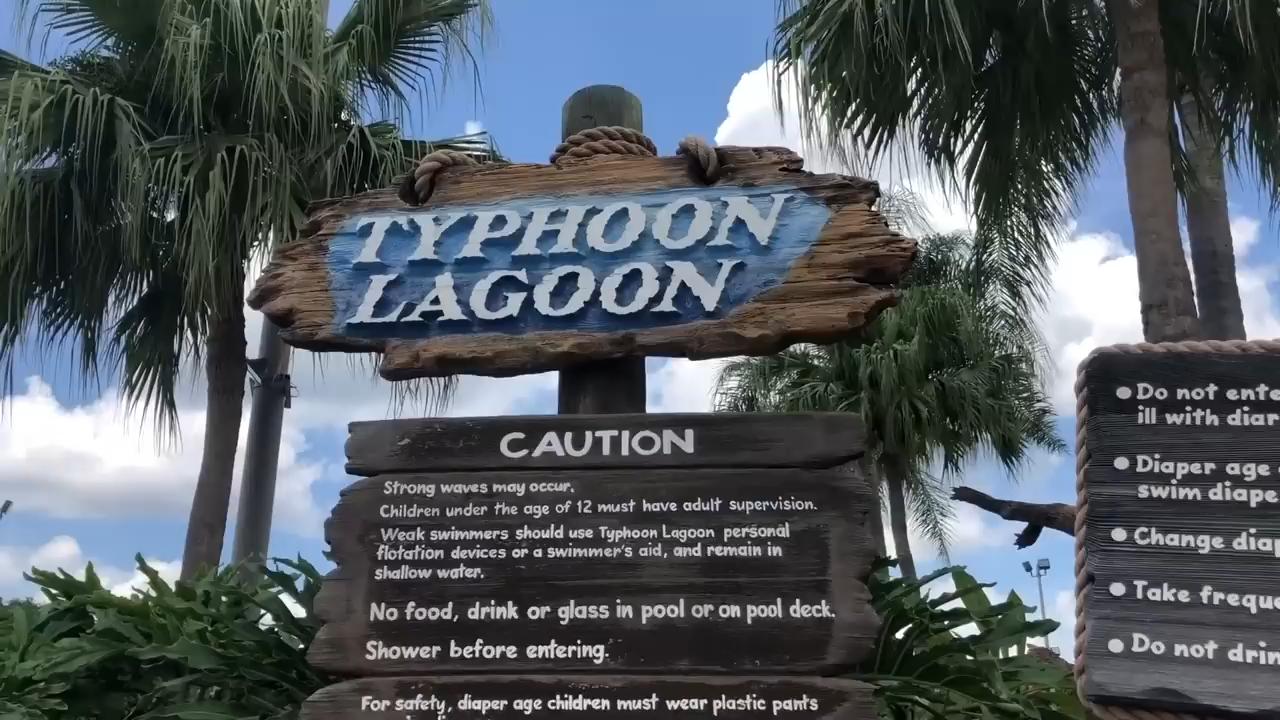 TYPHOON
LAGOON
CAUTION
Strong waves may occur.
Children under the age of 12 must have adult supervision.
Weak swimmers should use Typhoon Lagoon personal
flotation devices or a swimmer's aid, and remain in
shallow water.
No food, drink or glass in pool or on pool deck.
Shower before entering.
For safety, diaper age children must wear plastic pants
● Do not ente
ill with diar
● Diaper age
swim diape
● Change diap
● Take freque
● Do not drin